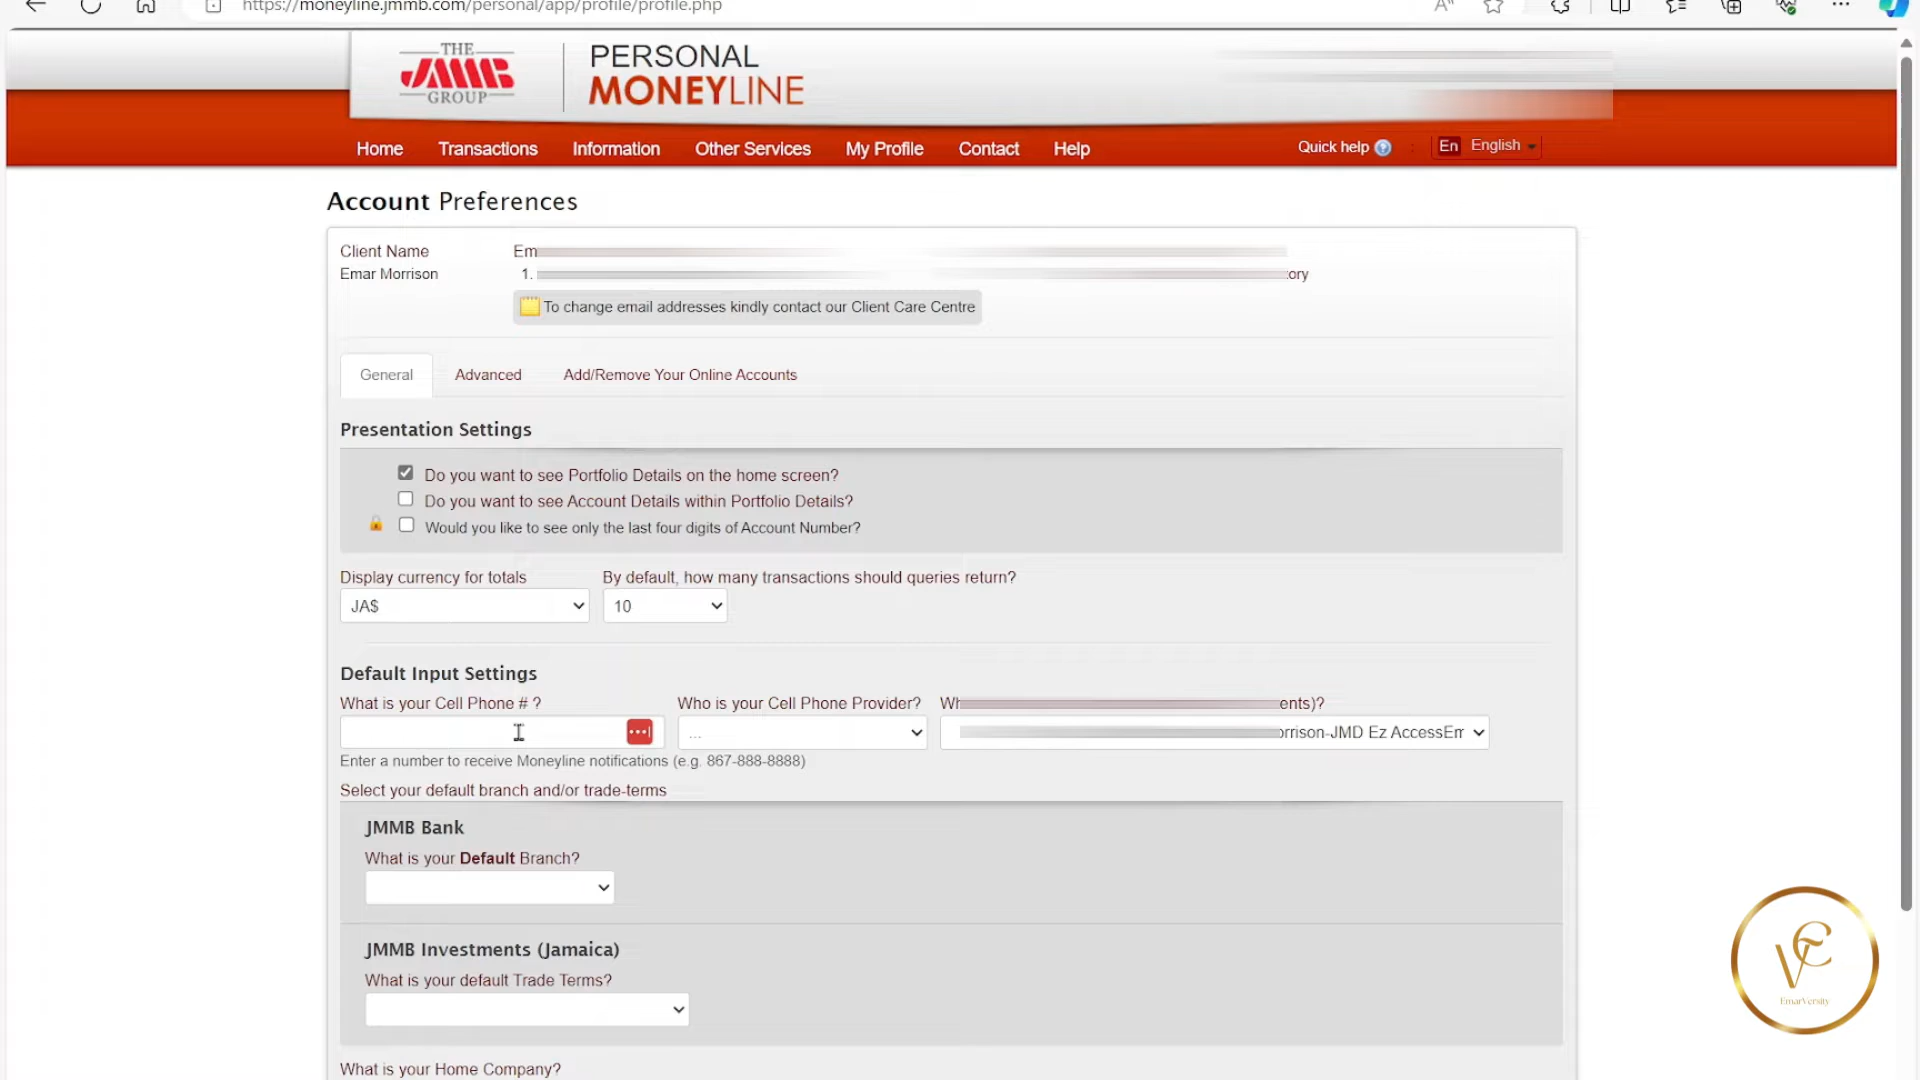 https://moneyline.jmmb.com/personal/app/profile/profile.php
THE
JMMB
GROUP
PERSONAL
MONEYLINE
Home Transactions Information Other Services My Profile Contact Help Quick help En English
Account Preferences
Client Name Em
Emar Morrison 1. ory
To change email addresses kindly contact our Client Care Centre
General Advanced Add/Remove Your Online Accounts
Presentation Settings
Do you want to see Portfolio Details on the home screen?
Do you want to see Account Details within Portfolio Details?
Would you like to see only the last four digits of Account Number?
Display currency for totals By default, how many transactions should queries return?
JA$ 10
Default Input Settings
What is your Cell Phone # ? Who is your Cell Phone Provider? Wh ents)?
... orrison-JMD Ez AccessEm
Enter a number to receive Moneyline notifications (e.g. 867-888-8888)
Select your default branch and/or trade-terms
JMMB Bank
What is your Default Branch?
JMMB Investments (Jamaica)
What is your default Trade Terms?
What is your Home Company?
EmarVersity